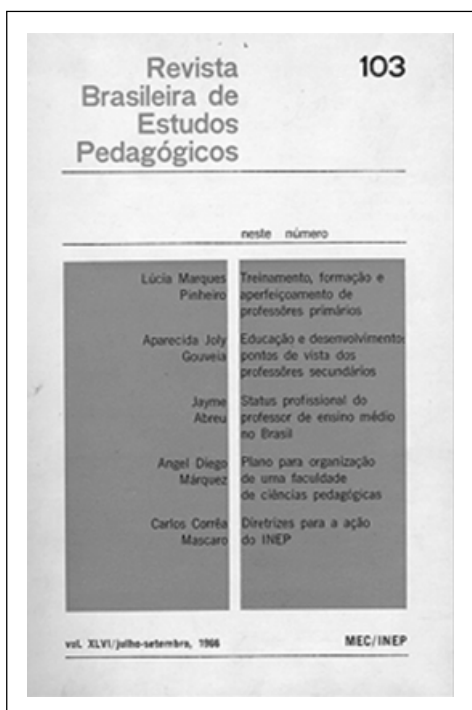 Revista
Brasileira de
Estudos
Pedagógicos
103
neste número
Lúcia Marques
Pinheiro
Treinamento, formação e
aperfeiçoamento de
professôres primários
Aparecida Joly
Gouveia
Educação e desenvolvimento:
pontos de vista dos
professôres secundários
Jayme
Abreu
Status profissional do
professor de ensino médio
no Brasil
Angel Diego
Márquez
Plano para organização
de uma faculdade
de ciências pedagógicas
Carlos Corrêa
Mascaro
Diretrizes para a ação
do INEP
vol. XLVI/julho-setembro, 1966
MEC/INEP